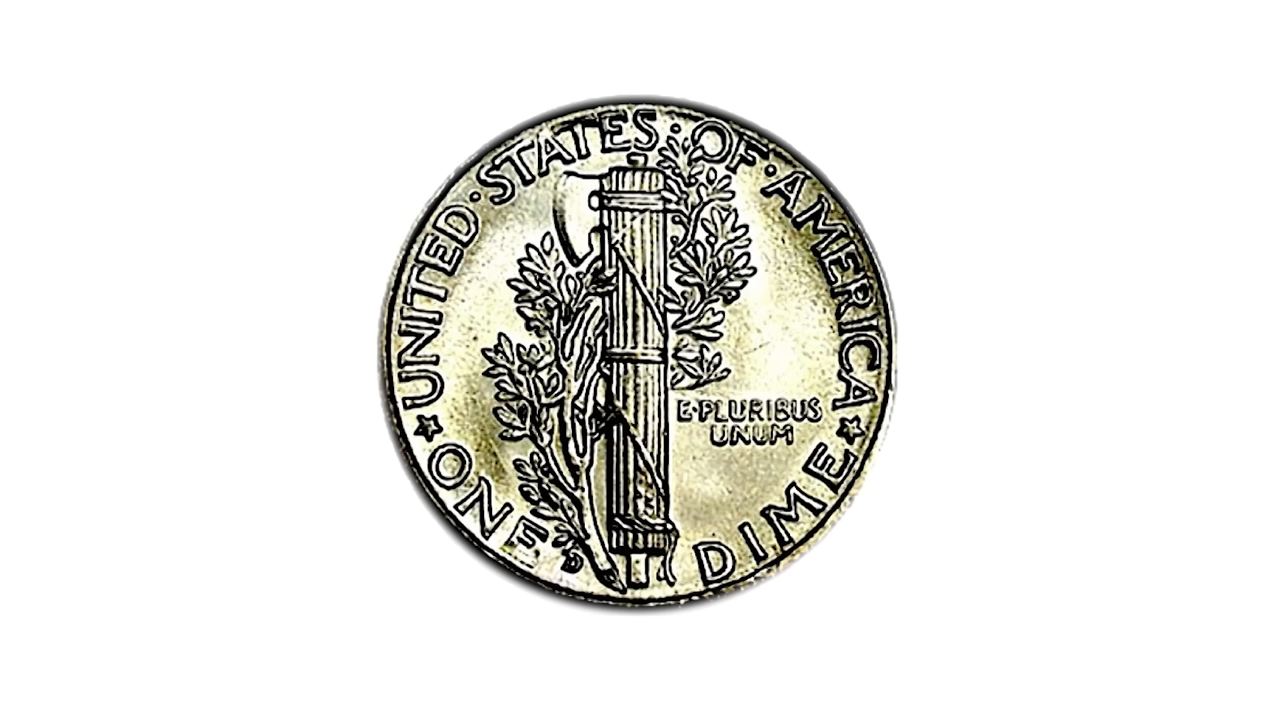 UNITED·STATES·OF·AMERICA
E·PLURIBUS
UNUM
ONE DIME
D